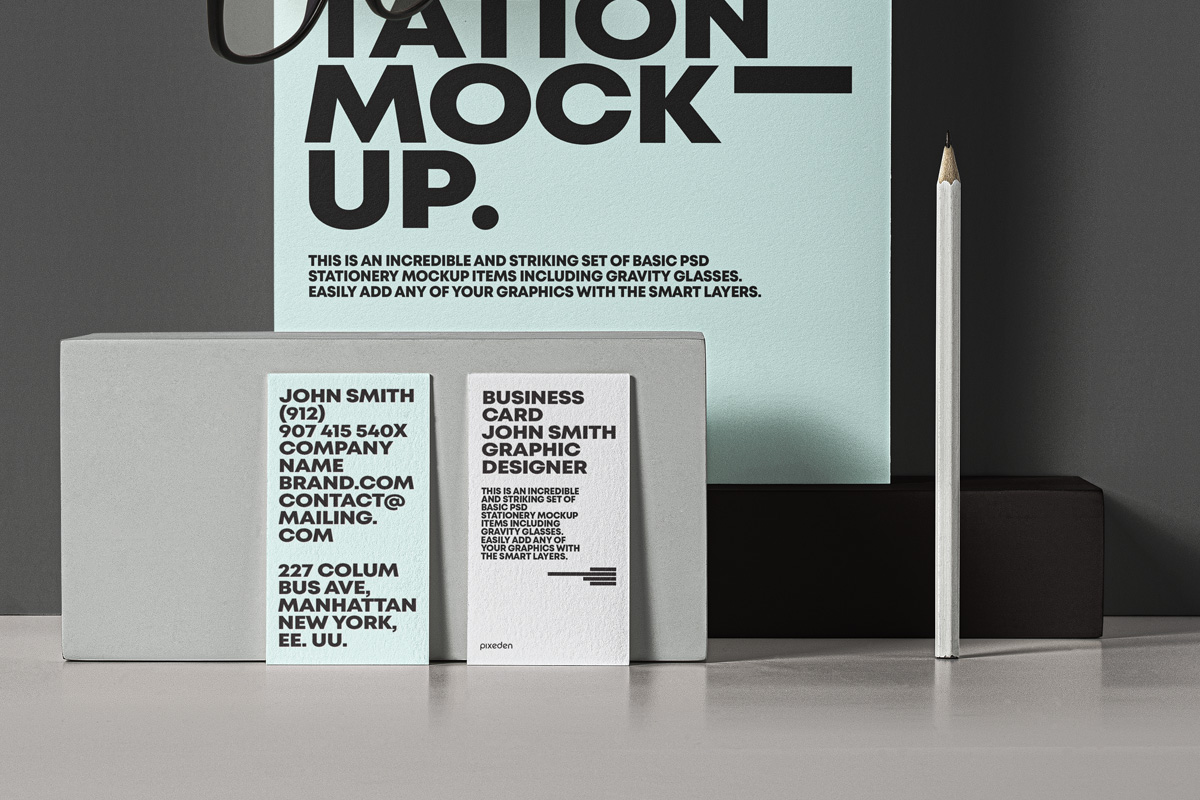 TATION
MOCK
UP.
THIS IS AN INCREDIBLE AND STRIKING SET OF BASIC PSD
STATIONERY MOCKUP ITEMS INCLUDING GRAVITY GLASSES.
EASILY ADD ANY OF YOUR GRAPHICS WITH THE SMART LAYERS.
JOHN SMITH
(912)
907 415 540X
COMPANY
NAME
BRAND.COM
CONTACT@
MAILING.
COM
227 COLUM
BUS AVE,
MANHATTAN
NEW YORK,
EE. UU.
BUSINESS
CARD
JOHN SMITH
GRAPHIC
DESIGNER
THIS IS AN INCREDIBLE
AND STRIKING SET OF
BASIC PSD
STATIONERY MOCKUP
ITEMS INCLUDING
GRAVITY GLASSES.
EASILY ADD ANY OF
YOUR GRAPHICS WITH
THE SMART LAYERS.
pixeden